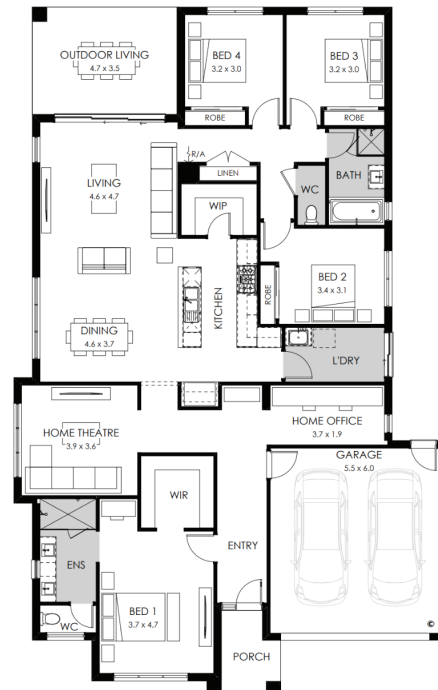 OUTDOOR LIVING
4.7 x 3.5
BED 4
3.2 x 3.0
BED 3
3.2 x 3.0
ROBE
ROBE
R/A
LINEN
WC
BATH
LIVING
4.6 x 4.7
WIP
KITCHEN
ROBE
BED 2
3.4 x 3.1
DINING
4.6 x 3.7
L'DRY
HOME THEATRE
3.9 x 3.6
HOME OFFICE
3.7 x 1.9
GARAGE
5.5 x 6.0
WIR
ENS
ENTRY
BED 1
3.7 x 4.7
WC
PORCH
©